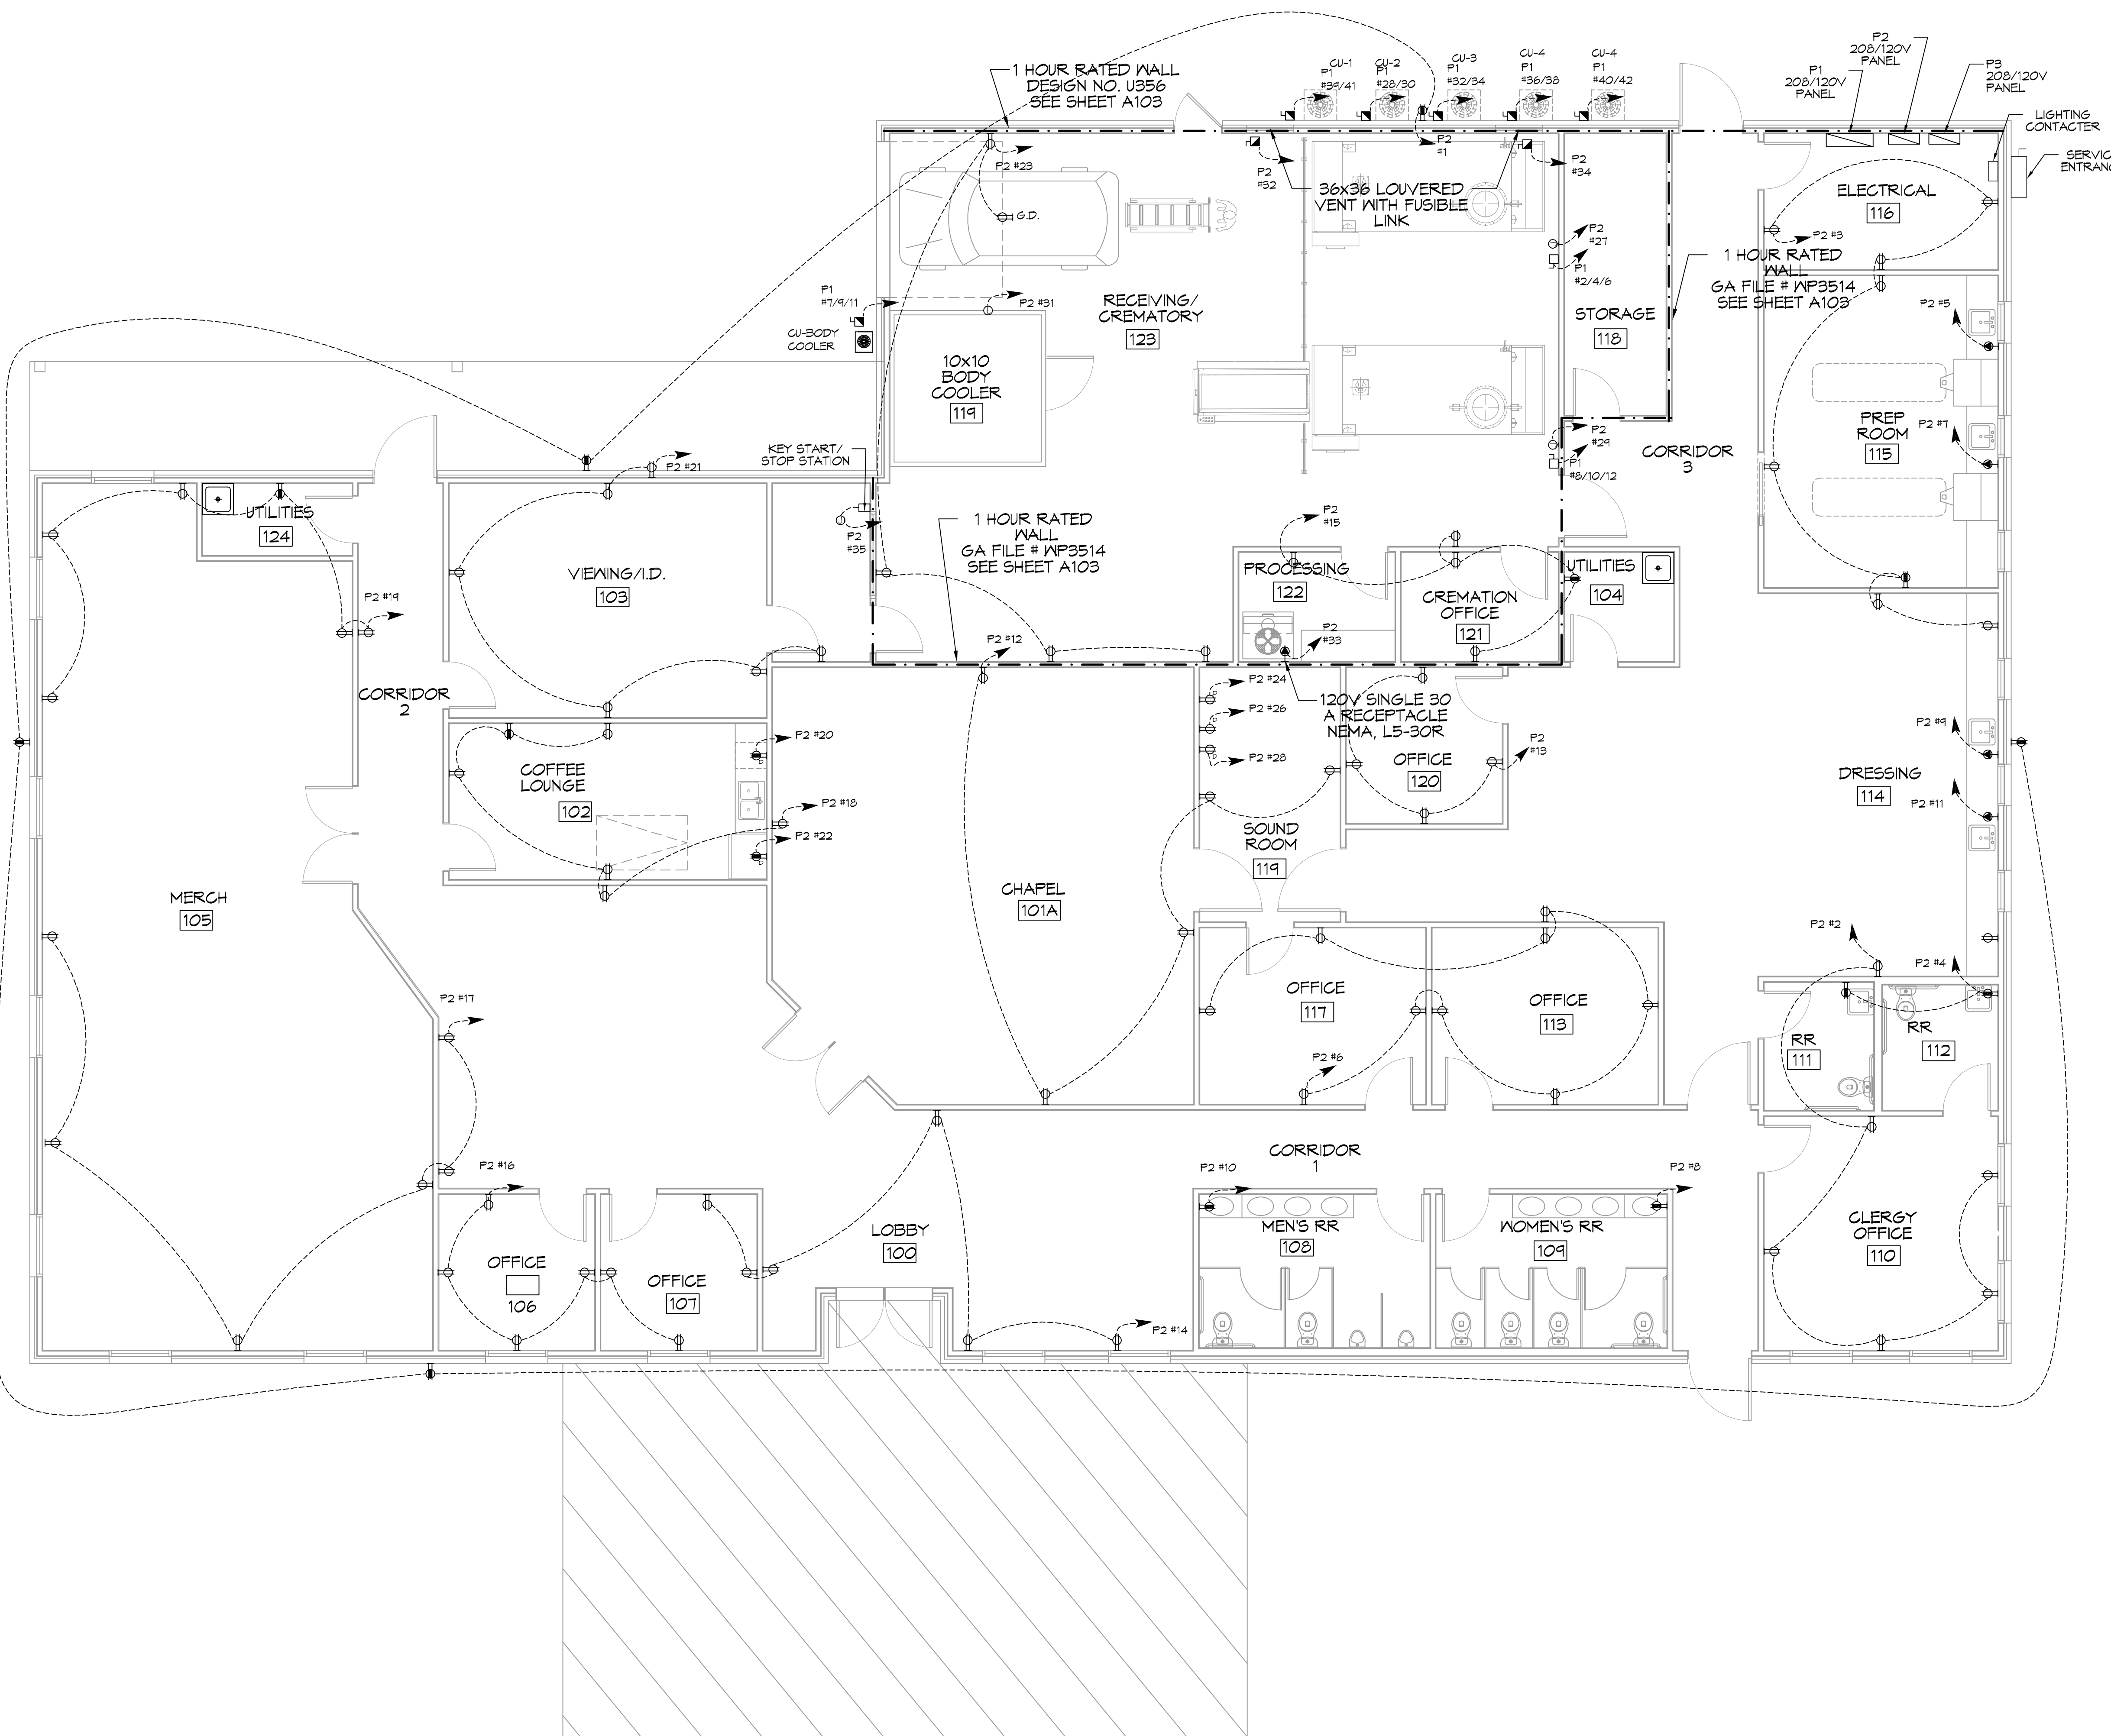 1 HOUR RATED WALL
DESIGN NO. U356
SEE SHEET A103
CU-1
P1
#39/41
CU-2
P1
#28/30
CU-3
P1
#32/34
CU-4
P1
#36/38
CU-4
P1
#40/42
P2
208/120V
PANEL
P1
208/120V
PANEL
P3
208/120V
PANEL
LIGHTING
CONTACTER
P2 #23
P2
#32
P2
#1
P2
#34
36x36 LOUVERED
VENT WITH FUSIBLE
LINK
G.D.
ELECTRICAL
116
P2 #3
P2
#27
P1
#2/4/6
1 HOUR RATED
WALL
GA FILE # WP3514
SEE SHEET A103
P1
#7/9/11
CU-BODY
COOLER
P2 #31
RECEIVING/
CREMATORY
123
STORAGE
118
P2 #5
10x10
BODY
COOLER
119
PREP
ROOM
115
P2 #7
KEY START/
STOP STATION
P2 #21
P2
#29
P1
#8/10/12
CORRIDOR
3
UTILITIES
124
P2
#35
1 HOUR RATED
WALL
GA FILE # WP3514
SEE SHEET A103
P2
#15
VIEWING/I.D.
103
PROCESSING
122
UTILITIES
104
CREMATION
OFFICE
121
P2 #19
P2 #12
P2
#33
CORRIDOR
2
P2 #24
120V SINGLE 30
A RECEPTACLE
NEMA, L5-30R
P2 #26
P2 #20
P2 #28
P2
#13
P2 #9
COFFEE
LOUNGE
102
OFFICE
120
DRESSING
114
P2 #18
P2 #11
P2 #22
SOUND
ROOM
119
MERCH
105
CHAPEL
101A
P2 #2
P2 #4
P2 #17
OFFICE
117
OFFICE
113
RR
111
RR
112
P2 #6
CORRIDOR
1
P2 #16
P2 #10
P2 #8
LOBBY
100
MEN'S RR
108
WOMEN'S RR
109
CLERGY
OFFICE
110
OFFICE
106
OFFICE
107
P2 #14